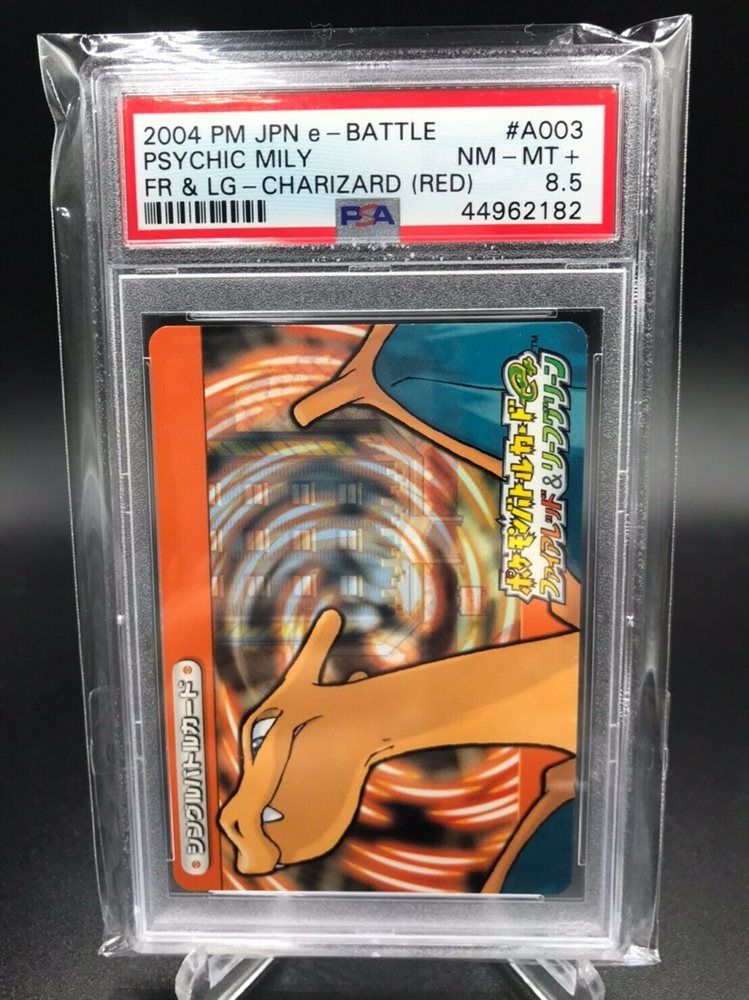 2004 PM JPN e-BATTLE #A003
PSYCHIC MILY NM-MT+
FR & LG-CHARIZARD (RED) 8.5
PSA 44962182
ポケモンバトルカードe+ ™
ファイアレッド&リーフグリーン
シングルバトルカード